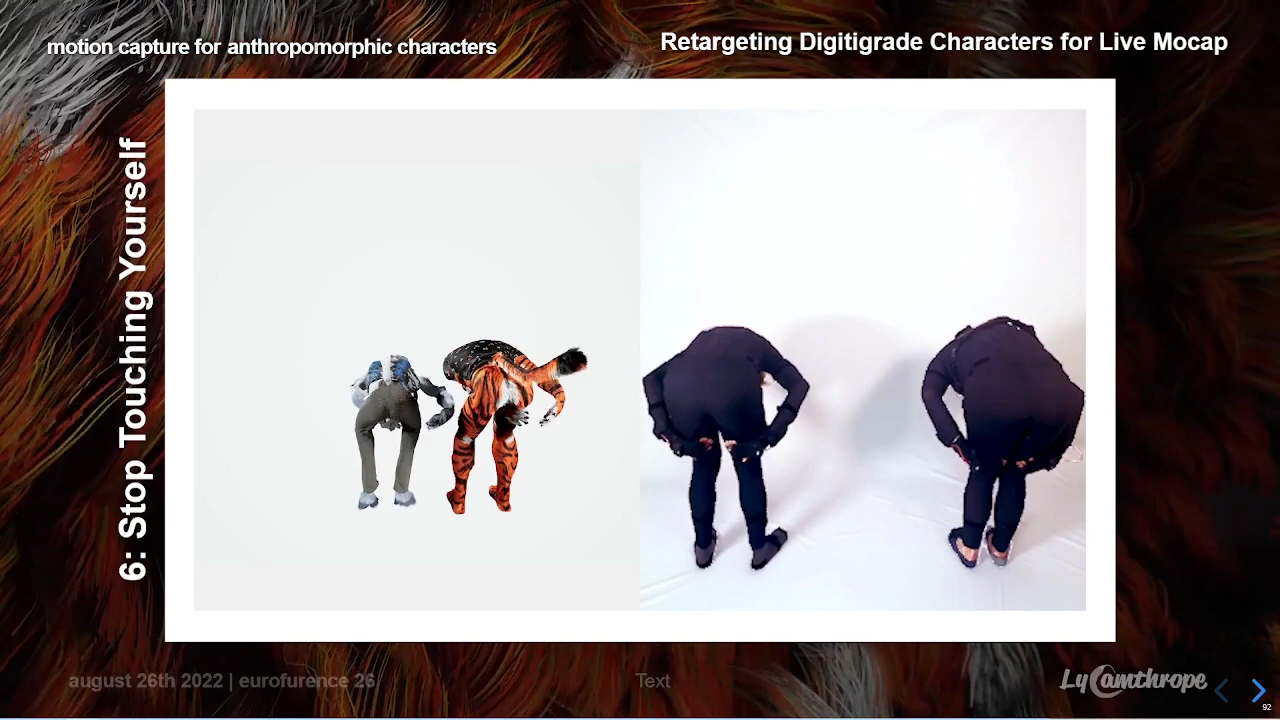 motion capture for anthropomorphic characters
Retargeting Digitigrade Characters for Live Mocap
6: Stop Touching Yourself
august 26th 2022 | eurofurence 26
Text
LyCamthrope
92